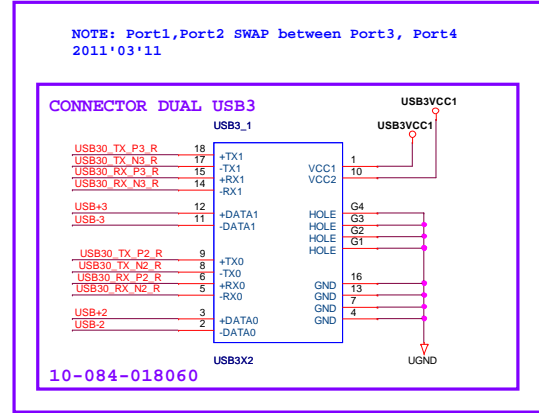 NOTE: Port1,Port2 SWAP between Port3, Port4
2011'03'11
CONNECTOR DUAL USB3
USB3VCC1
USB3_1
USB3VCC1
USB30_TX_P3_R 18 +TX1
USB30_TX_N3_R 17 -TX1 VCC1 1
USB30_RX_P3_R 15 +RX1 VCC2 10
USB30_RX_N3_R 14 -RX1
USB+3 12 +DATA1 HOLE G4
USB-3 11 -DATA1 HOLE G3
HOLE G2
HOLE G1
USB30_TX_P2_R 9 +TX0
USB30_TX_N2_R 8 -TX0
USB30_RX_P2_R 6 +RX0 GND 16
USB30_RX_N2_R 5 -RX0 GND 13
GND 7
USB+2 3 +DATA0 GND 4
USB-2 2 -DATA0
USB3X2 UGND
10-084-018060